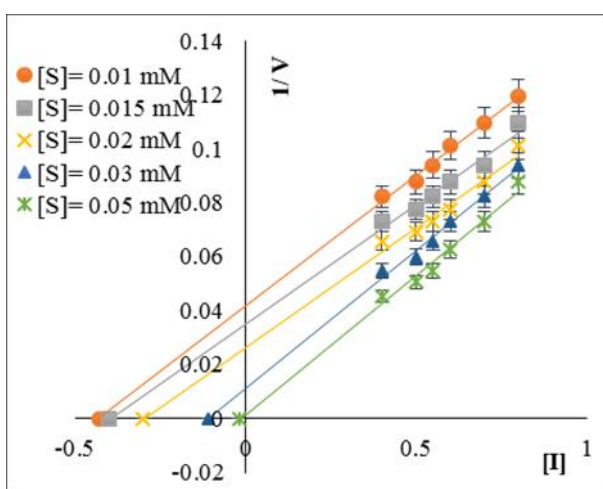 0.14
1/ V
[S]= 0.01 mM
0.12
[S]= 0.015 mM
0.1
[S]= 0.02 mM
0.08
[S]= 0.03 mM
[S]= 0.05 mM
0.06
0.04
0.02
0
-0.5 0 0.5 1
-0.02
[I]